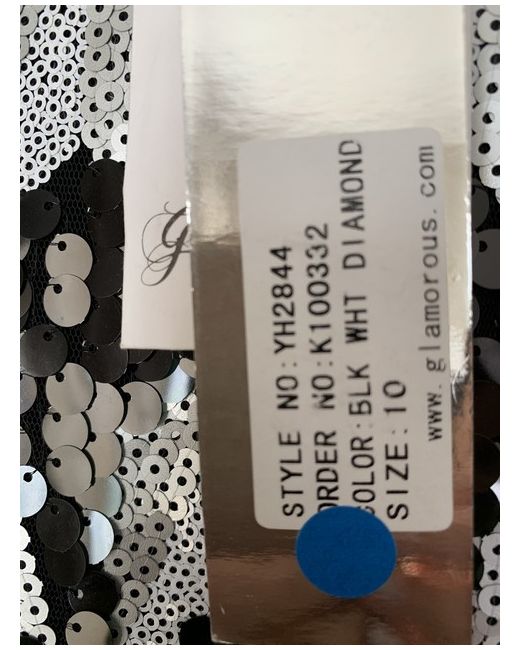 STYLE NO:YH2844
ORDER NO:K100332
COLOR:BLK WHT DIAMOND
SIZE:10
www.glamorous.com
G